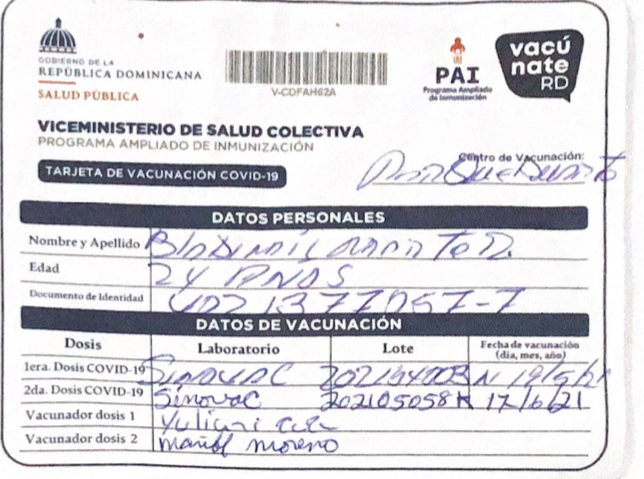 GOBIERNO DE LA
REPÚBLICA DOMINICANA
SALUD PÚBLICA
V-CDFAH62A
PAI
Programa Ampliado
de Inmunización
vacú
nate
RD
VICEMINISTERIO DE SALUD COLECTIVA
PROGRAMA AMPLIADO DE INMUNIZACIÓN
TARJETA DE VACUNACIÓN COVID-19
Centro de Vacunación:
DATOS PERSONALES
Nombre y Apellido
Edad 24 AÑOS
Documento de Identidad
DATOS DE VACUNACIÓN
Dosis Laboratorio Lote Fecha de vacunación
(día, mes, año)
1era. Dosis COVID-19 Sinovac
2da. Dosis COVID-19 Sinovac 202105058K 17/6/21
Vacunador dosis 1
Vacunador dosis 2 Moreno